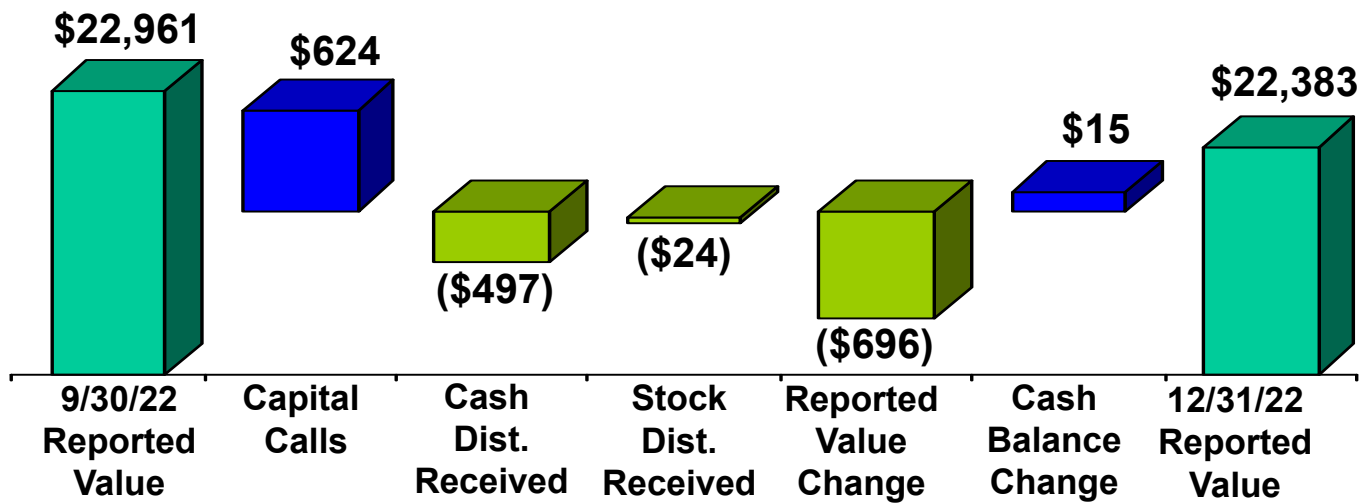 $22,961
$624
($497)
($24)
($696)
$15
$22,383
9/30/22
Reported
Value
Capital
Calls
Cash
Dist.
Received
Stock
Dist.
Received
Reported
Value
Change
Cash
Balance
Change
12/31/22
Reported
Value